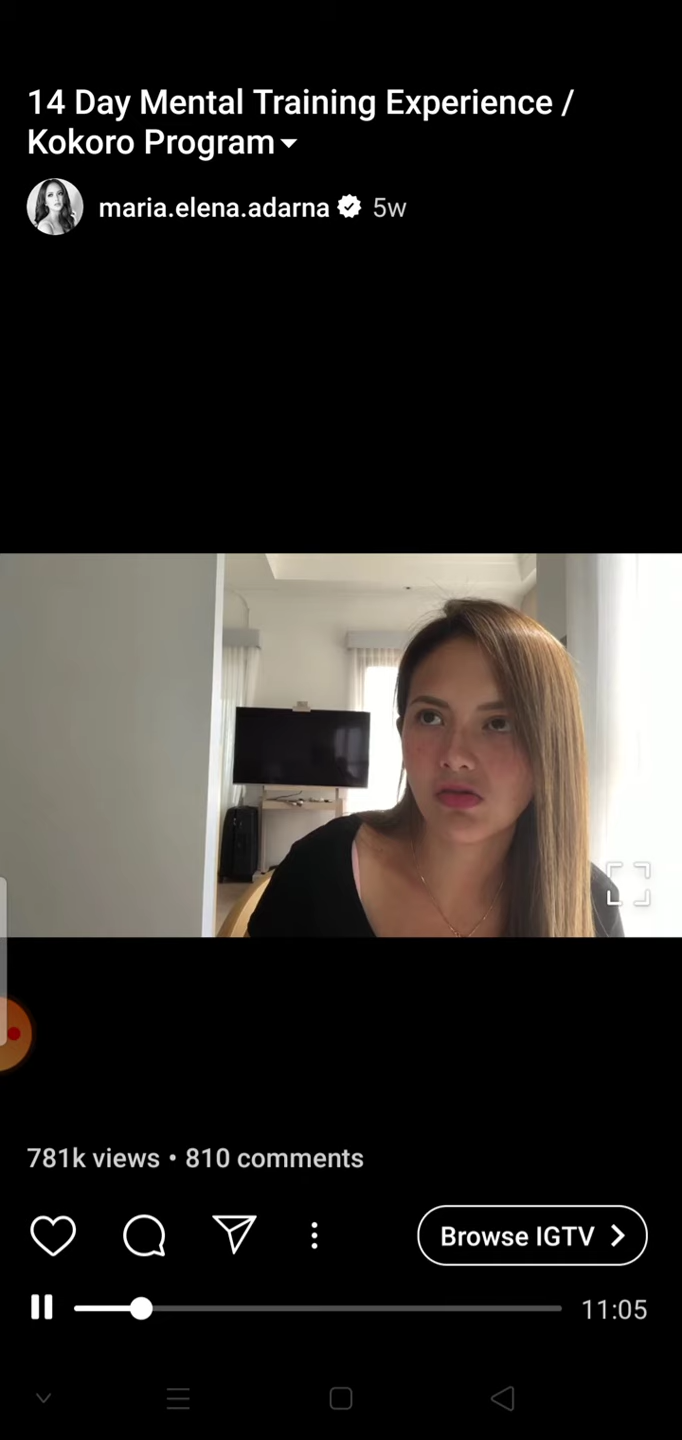 14 Day Mental Training Experience /
Kokoro Program
maria.elena.adarna 5w
781k views • 810 comments
Browse IGTV
11:05